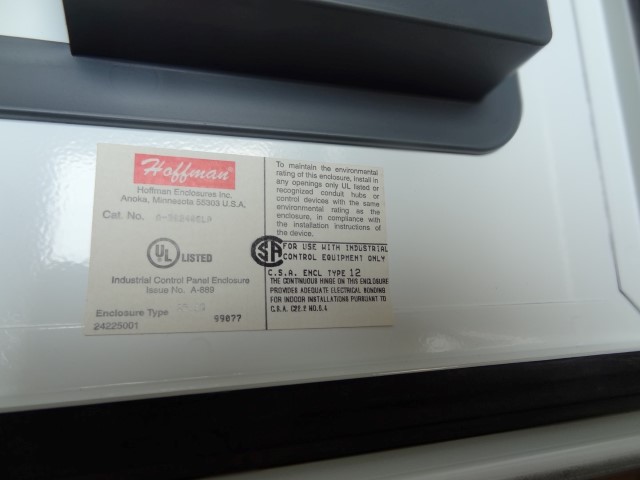 Hoffman
Hoffman Enclosures Inc.
Anoka, Minnesota 55303 U.S.A.
Cat. No.
UL LISTED
Industrial Control Panel Enclosure
Issue No. A-889
Enclosure Type
24225001
99077
To maintain the environmental
rating of this enclosure, install in
any openings only UL listed or
recognized conduit hubs or
control devices with the same
environmental rating as the
enclosure, in compliance with
the installation instructions of
the device.
SA FOR USE WITH INDUSTRIAL
CONTROL EQUIPMENT ONLY
C.S.A. ENCL TYPE 12
THE CONTINUOUS HINGE ON THIS ENCLOSURE
PROVIDES ADEQUATE ELECTRICAL BONDING
FOR INDOOR INSTALLATIONS PURSUANT TO
C.S.A. C22.2 NO.0.4